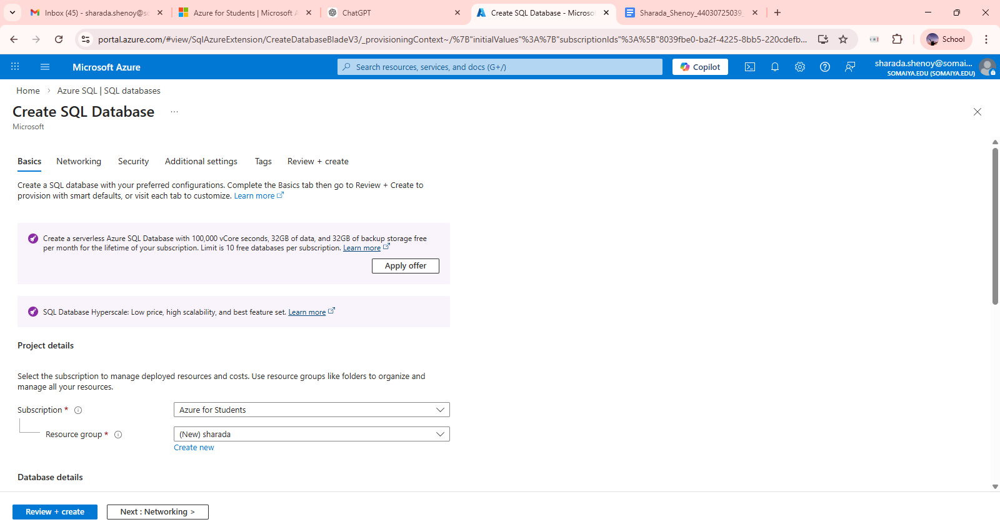 Inbox (45) - sharada.shenoy@so
Azure for Students | Microsoft A
ChatGPT
Create SQL Database - Microsof
Sharada_Shenoy_44030725039_
portal.azure.com/#view/SqlAzureExtension/CreateDatabaseBladeV3/_provisioningContext~/%7B"initialValues"%3A%7B"subscriptionIds"%3A%5B"8039fbe0-ba2f-4225-8bb5-220cdefb...
School
Microsoft Azure
Search resources, services, and docs (G+/)
Copilot
sharada.shenoy@somai...
SOMAIYA.EDU (SOMAIYA.EDU)
Home > Azure SQL | SQL databases
Create SQL Database ...
Microsoft
Basics Networking Security Additional settings Tags Review + create
Create a SQL database with your preferred configurations. Complete the Basics tab then go to Review + Create to
provision with smart defaults, or visit each tab to customize. Learn more
Create a serverless Azure SQL Database with 100,000 vCore seconds, 32GB of data, and 32GB of backup storage free
per month for the lifetime of your subscription. Limit is 10 free databases per subscription. Learn more
Apply offer
SQL Database Hyperscale: Low price, high scalability, and best feature set. Learn more
Project details
Select the subscription to manage deployed resources and costs. Use resource groups like folders to organize and
manage all your resources.
Subscription *
Azure for Students
Resource group *
(New) sharada
Create new
Database details
Review + create
Next : Networking >